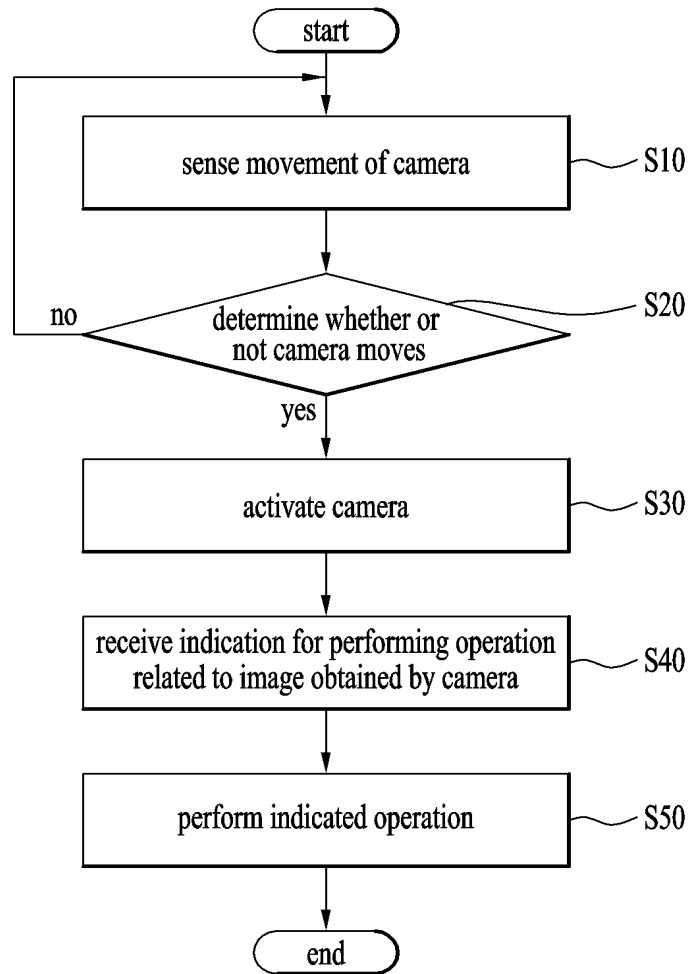 start
sense movement of camera
S10
determine whether or
not camera moves
S20
no
yes
activate camera
S30
receive indication for performing operation
related to image obtained by camera
S40
perform indicated operation
S50
end